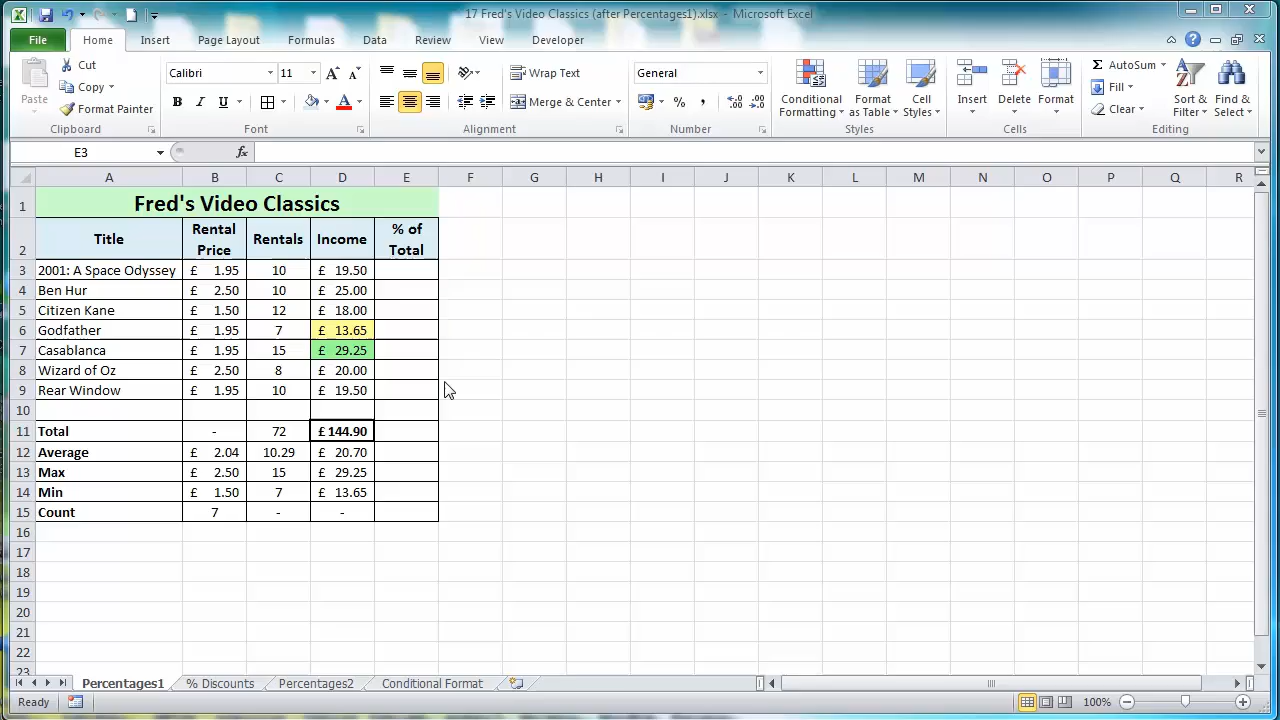 17 Fred's Video Classics (after Percentages1).xlsx - Microsoft Excel
File Home Insert Page Layout Formulas Data Review View Developer
Paste Cut Copy Format Painter Clipboard
Calibri 11 B I U A Font
Wrap Text Merge & Center Alignment
General % , Number
Conditional Formatting Format as Table Cell Styles Styles
Insert Delete Format Cells
Σ AutoSum Fill Clear Sort & Filter Find & Select Editing
E3 fx
A B C D E F G H I J K L M N O P Q R
1 Fred's Video Classics
2 Title Rental Price Rentals Income % of Total
3 2001: A Space Odyssey £ 1.95 10 £ 19.50
4 Ben Hur £ 2.50 10 £ 25.00
5 Citizen Kane £ 1.50 12 £ 18.00
6 Godfather £ 1.95 7 £ 13.65
7 Casablanca £ 1.95 15 £ 29.25
8 Wizard of Oz £ 2.50 8 £ 20.00
9 Rear Window £ 1.95 10 £ 19.50
10
11 Total - 72 £ 144.90
12 Average £ 2.04 10.29 £ 20.70
13 Max £ 2.50 15 £ 29.25
14 Min £ 1.50 7 £ 13.65
15 Count 7 - -
16
17
18
19
20
21
22
23
Percentages1 % Discounts Percentages2 Conditional Format
Ready 100%